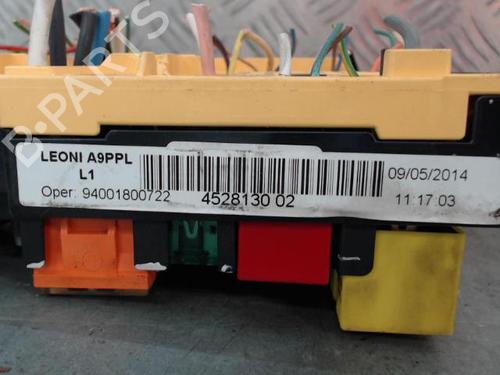 B-PARTS
LEONI A9PPL
L1
Oper: 94001800722
4528130 02
09/05/2014
11:17:03